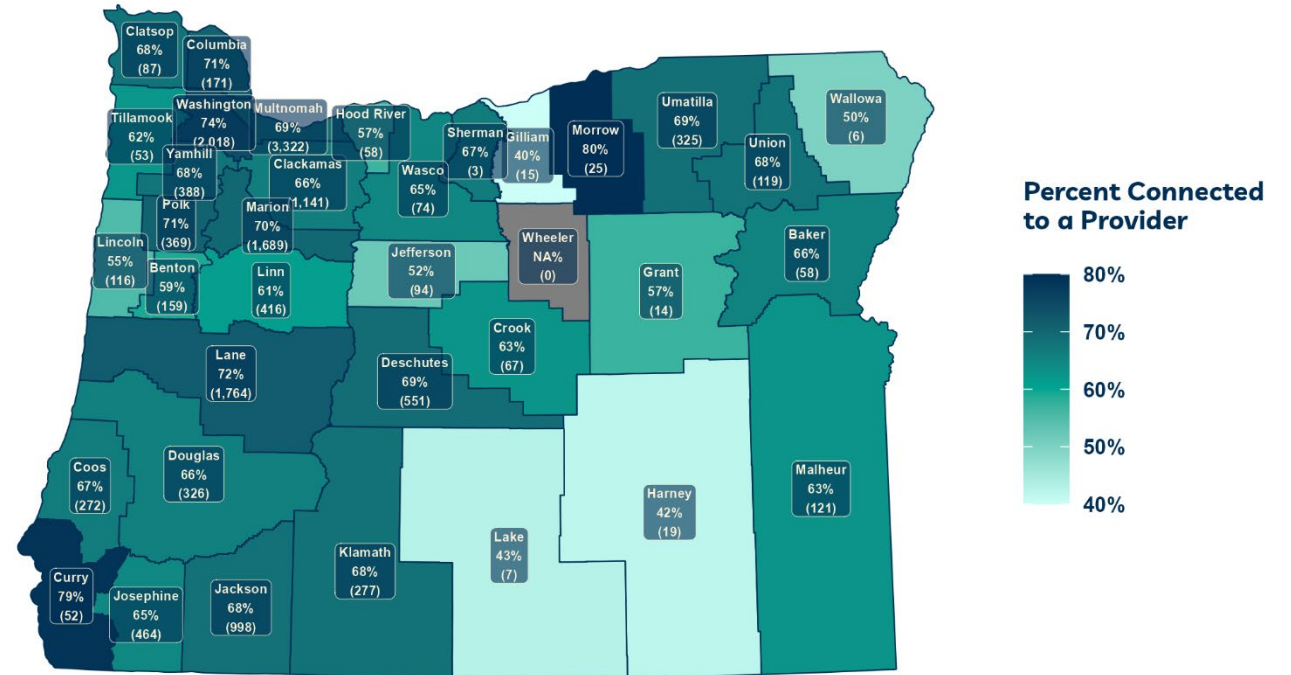 Clatsop
68%
(87)
Columbia
71%
(171)
Washington
74%
(2,018)
Multnomah
69%
(3,322)
Hood River
57%
(58)
Tillamook
62%
(53)
Yamhill
68%
(388)
Clackamas
66%
(1,141)
Sherman
67%
(3)
Gilliam
40%
(15)
Morrow
80%
(25)
Umatilla
69%
(325)
Union
68%
(119)
Wallowa
50%
(6)
Wasco
65%
(74)
Polk
71%
(369)
Marion
70%
(1,689)
Lincoln
55%
(116)
Benton
59%
(159)
Linn
61%
(416)
Jefferson
52%
(94)
Wheeler
NA%
(0)
Grant
57%
(14)
Baker
66%
(58)
Lane
72%
(1,764)
Deschutes
69%
(551)
Crook
63%
(67)
Coos
67%
(272)
Douglas
66%
(326)
Harney
42%
(19)
Malheur
63%
(121)
Lake
43%
(7)
Klamath
68%
(277)
Curry
79%
(52)
Josephine
65%
(464)
Jackson
68%
(998)
Percent Connected
to a Provider
80%
70%
60%
50%
40%